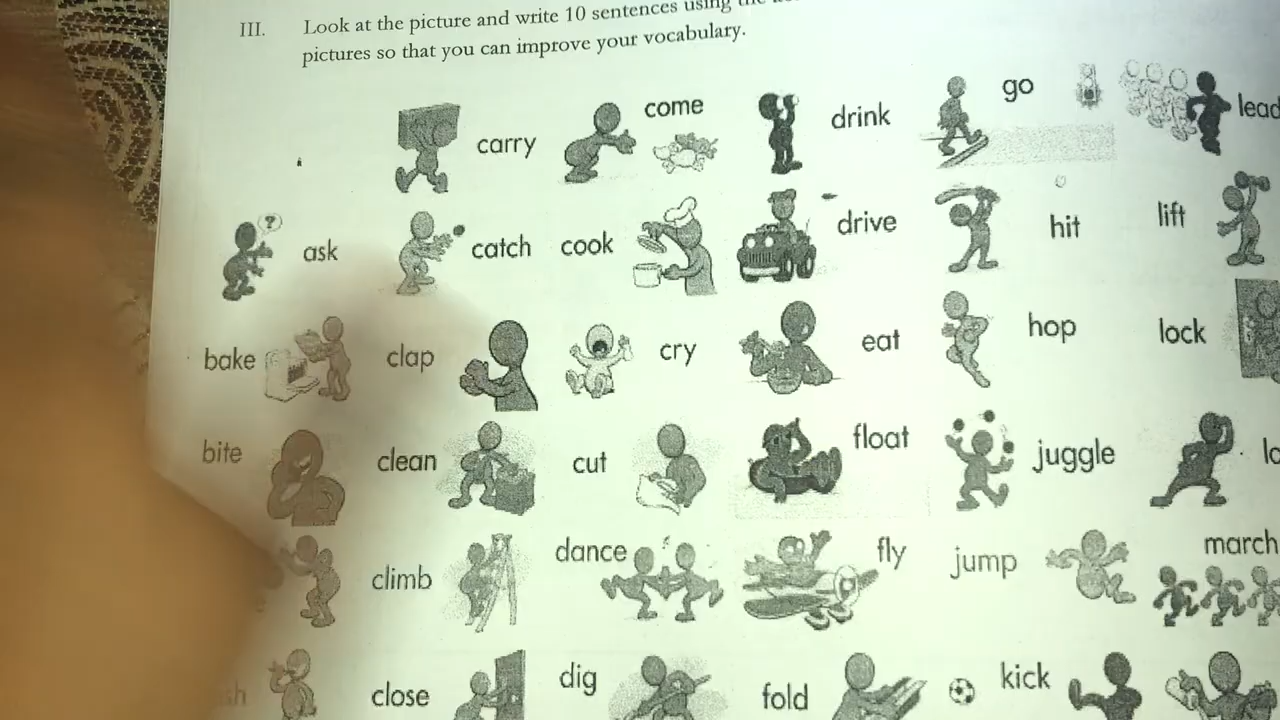 III. Look at the picture and write 10 sentences using the
pictures so that you can improve your vocabulary.
carry come drink go lead
ask catch cook drive hit lift
bake clap cry eat hop lock
bite clean cut float juggle
climb dance fly jump march
close dig fold kick